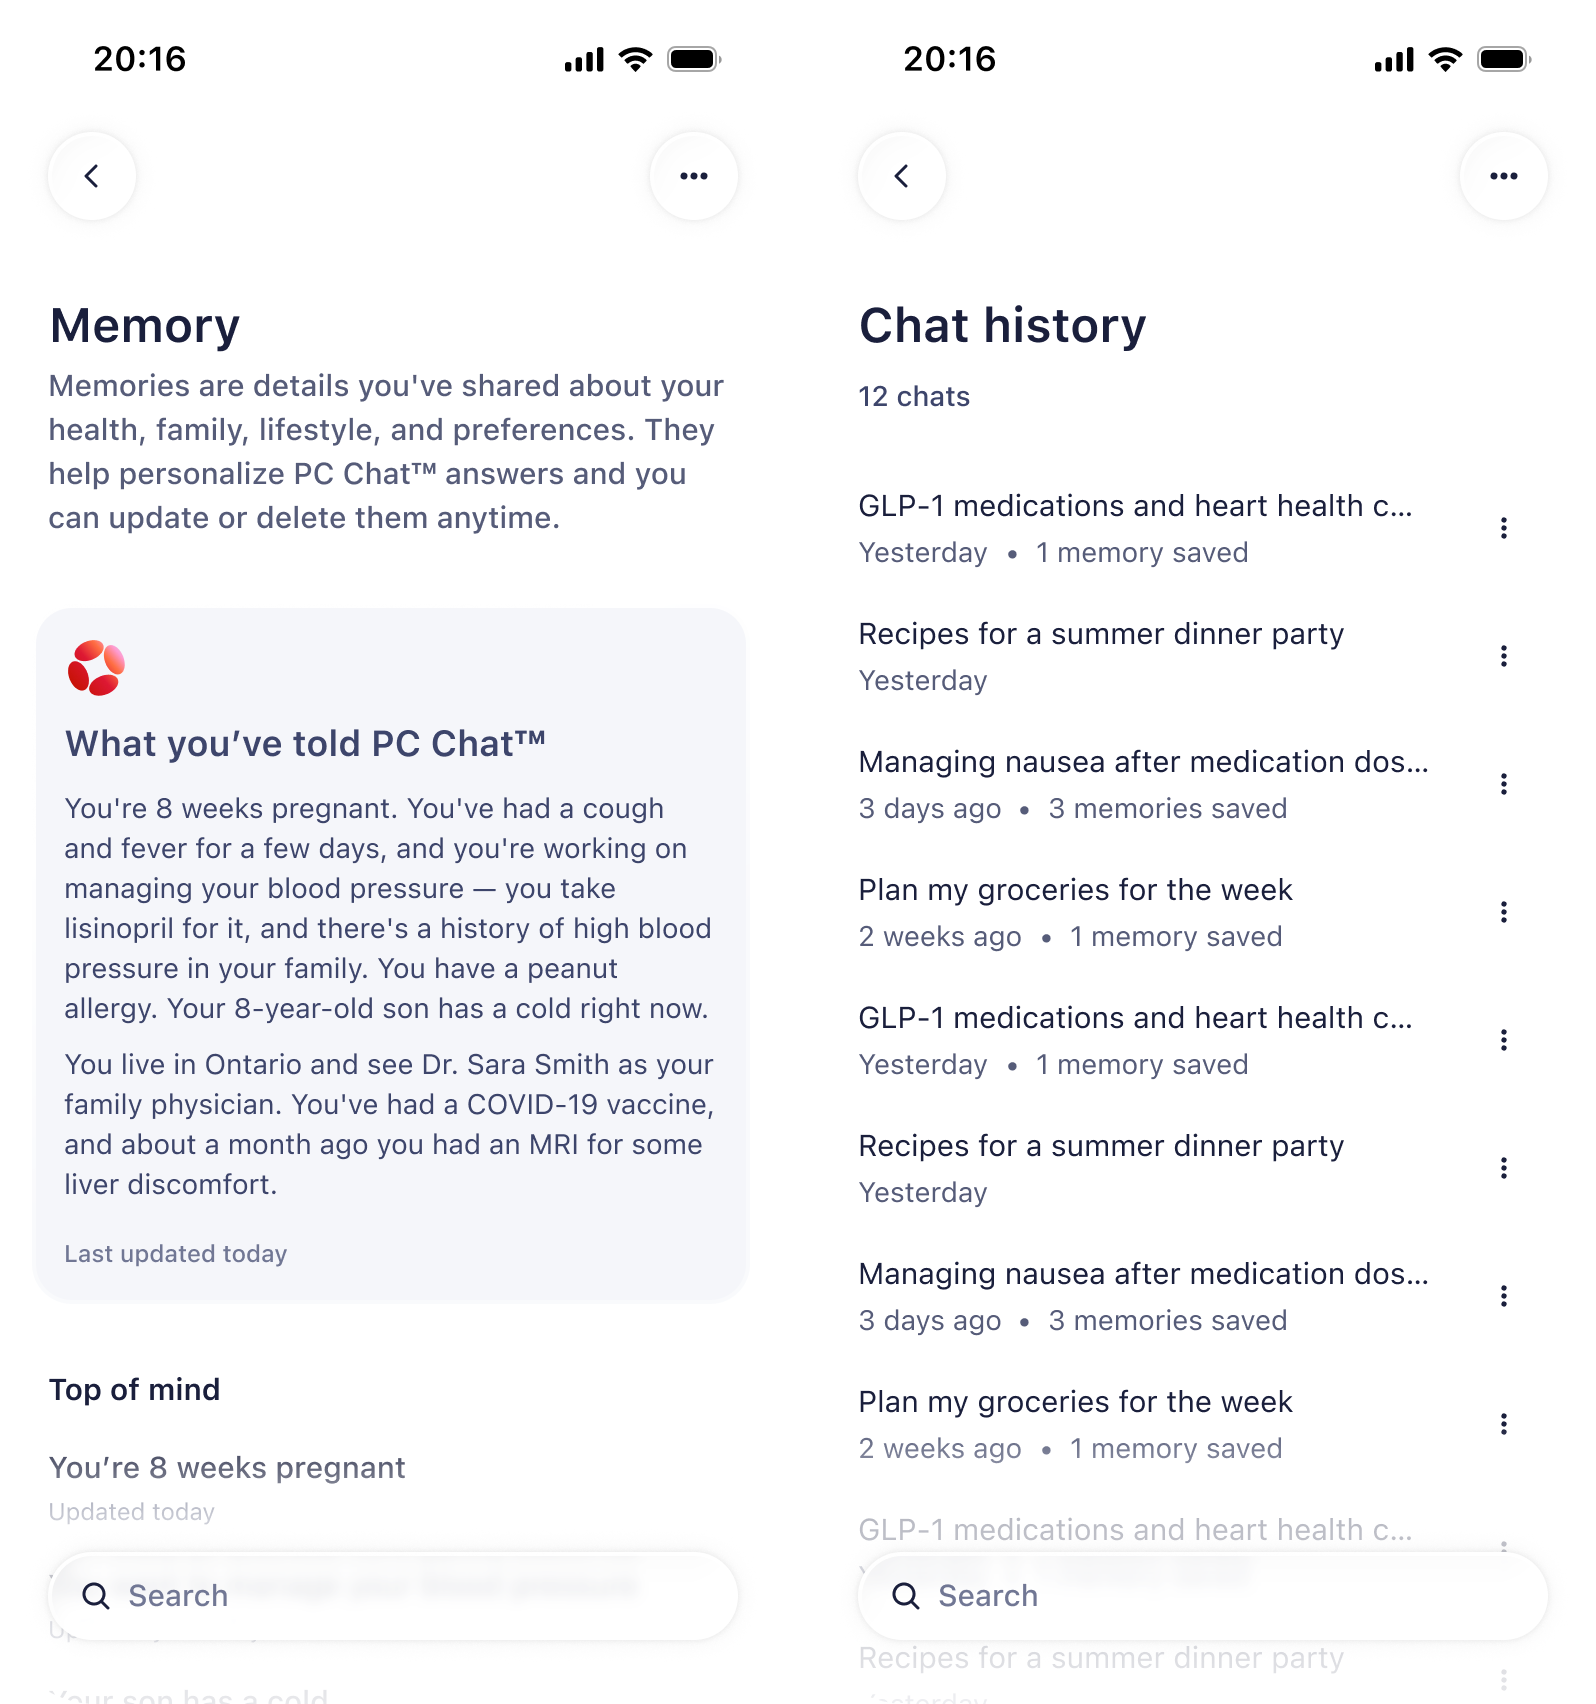 20:16
Memory
Memories are details you've shared about your
health, family, lifestyle, and preferences. They
help personalize PC Chat™ answers and you
can update or delete them anytime.
What you’ve told PC Chat™
You're 8 weeks pregnant. You've had a cough
and fever for a few days, and you're working on
managing your blood pressure — you take
lisinopril for it, and there's a history of high blood
pressure in your family. You have a peanut
allergy. Your 8-year-old son has a cold right now.
You live in Ontario and see Dr. Sara Smith as your
family physician. You've had a COVID-19 vaccine,
and about a month ago you had an MRI for some
liver discomfort.
Last updated today
Top of mind
You’re 8 weeks pregnant
Updated today
Search
Your son has a cold
20:16
Chat history
12 chats
GLP-1 medications and heart health c...
Yesterday • 1 memory saved
Recipes for a summer dinner party
Yesterday
Managing nausea after medication dos...
3 days ago • 3 memories saved
Plan my groceries for the week
2 weeks ago • 1 memory saved
GLP-1 medications and heart health c...
Yesterday • 1 memory saved
Recipes for a summer dinner party
Yesterday
Managing nausea after medication dos...
3 days ago • 3 memories saved
Plan my groceries for the week
2 weeks ago • 1 memory saved
GLP-1 medications and heart health c...
Search
Recipes for a summer dinner party
Yesterday